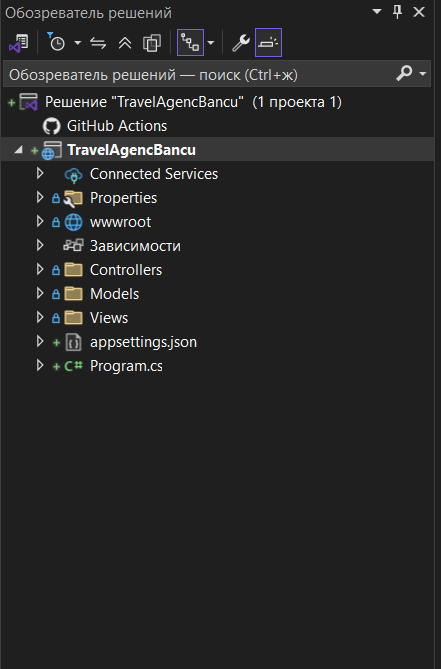 Обозреватель решений
Обозреватель решений — поиск (Ctrl+ж)
Решение "TravelAgencBancu" (1 проекта 1)
GitHub Actions
TravelAgencBancu
Connected Services
Properties
wwwroot
Зависимости
Controllers
Models
Views
appsettings.json
C# Program.cs